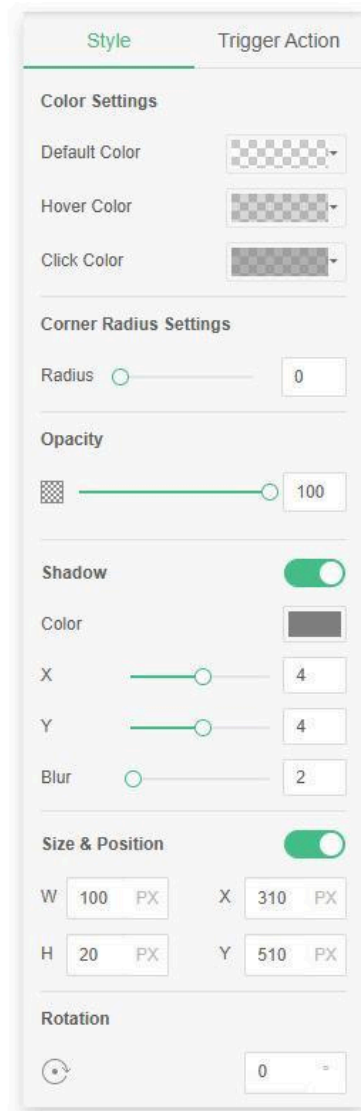 Style Trigger Action
Color Settings
Default Color
Hover Color
Click Color
Corner Radius Settings
Radius 0
Opacity
100
Shadow
Color
X 4
Y 4
Blur 2
Size & Position
W 100 PX X 310 PX
H 20 PX Y 510 PX
Rotation
0 °